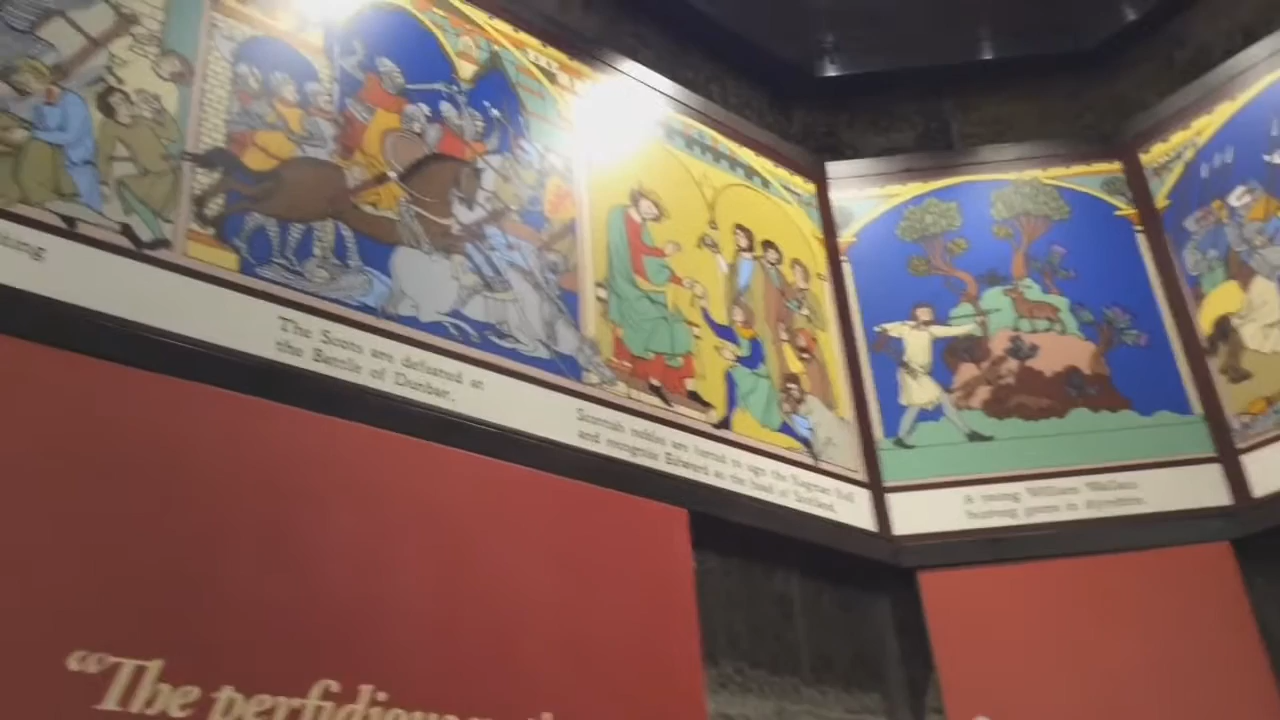 The Scots are defeated at
the Battle of Dunbar.
Scottish nobles are forced to sign the Ragman Roll
and recognise Edward as the head of Scotland.
A young William Wallace
hunting game in Ayrshire.
“The perfidious